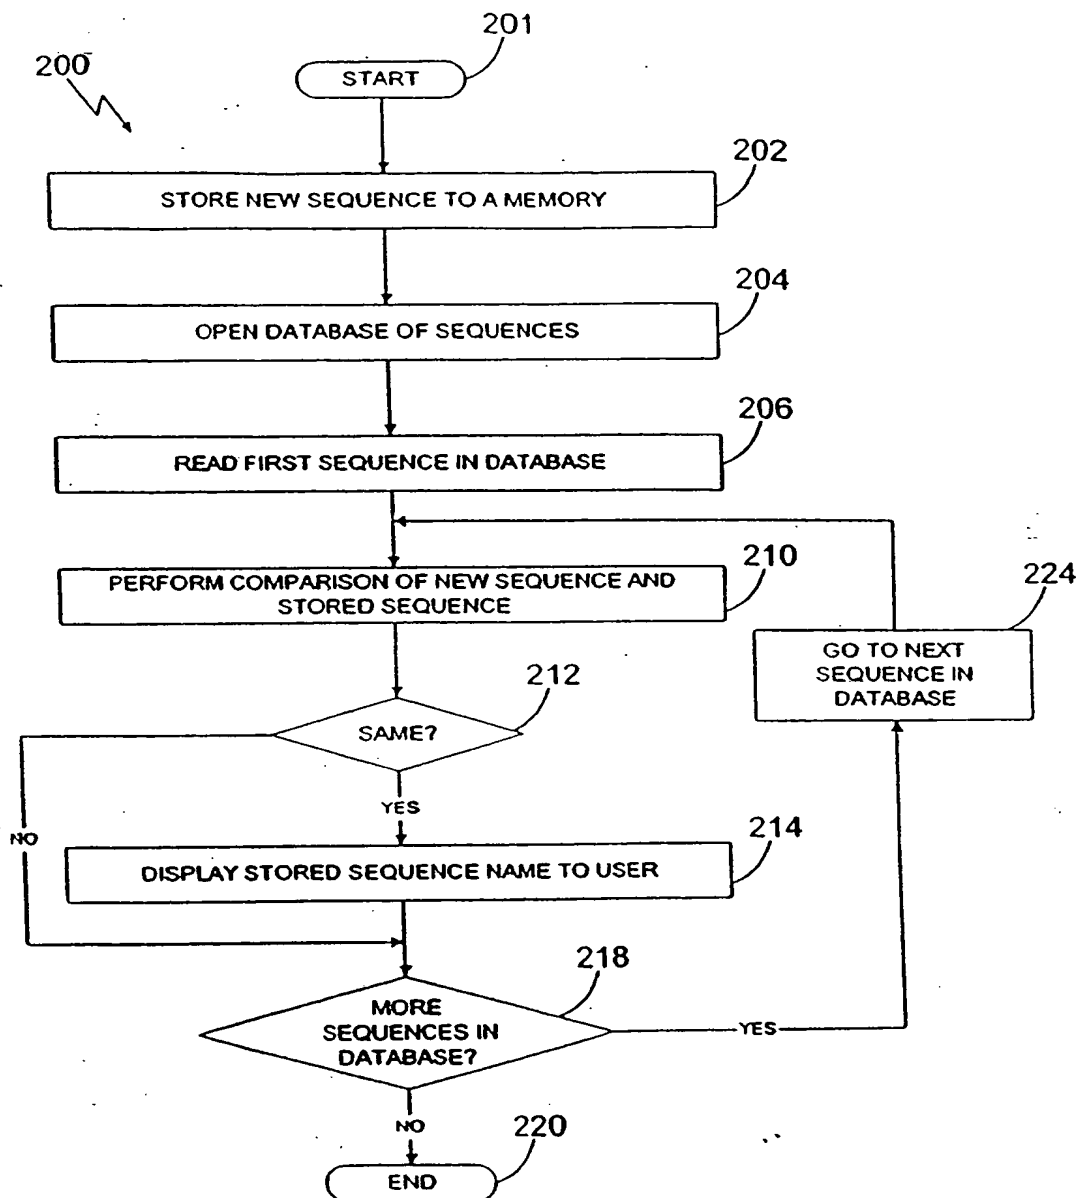 201
200
START
202
STORE NEW SEQUENCE TO A MEMORY
204
OPEN DATABASE OF SEQUENCES
206
READ FIRST SEQUENCE IN DATABASE
210
PERFORM COMPARISON OF NEW SEQUENCE AND
STORED SEQUENCE
224
GO TO NEXT
SEQUENCE IN
DATABASE
212
SAME?
YES
NO
214
DISPLAY STORED SEQUENCE NAME TO USER
218
MORE
SEQUENCES IN
DATABASE?
YES
NO
220
END